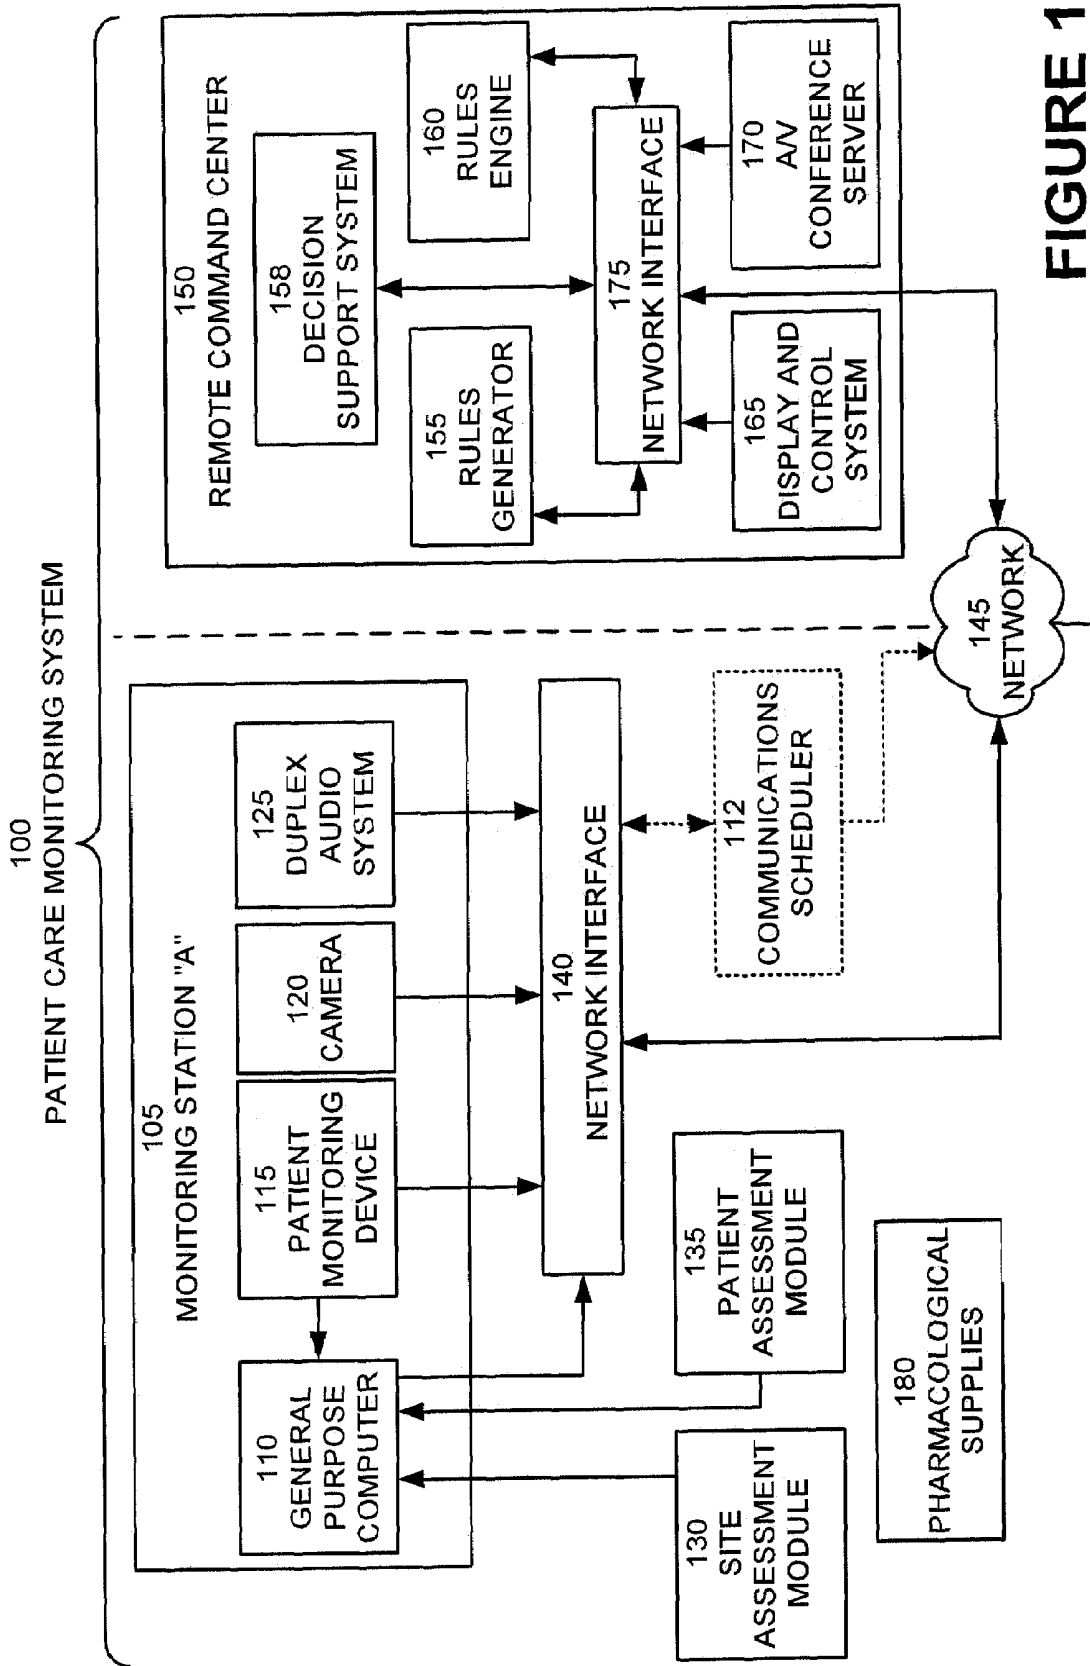 100
PATIENT CARE MONITORING SYSTEM
105
MONITORING STATION "A"
110
GENERAL
PURPOSE
COMPUTER
115
PATIENT
MONITORING
DEVICE
120
CAMERA
125
DUPLEX
AUDIO
SYSTEM
140
NETWORK INTERFACE
130
SITE
ASSESSMENT
MODULE
135
PATIENT
ASSESSMENT
MODULE
112
COMMUNICATIONS
SCHEDULER
180
PHARMACOLOGICAL
SUPPLIES
145
NETWORK
150
REMOTE COMMAND CENTER
158
DECISION
SUPPORT SYSTEM
155
RULES
GENERATOR
160
RULES
ENGINE
175
NETWORK INTERFACE
165
DISPLAY AND
CONTROL
SYSTEM
170
A/V
CONFERENCE
SERVER
FIGURE 1